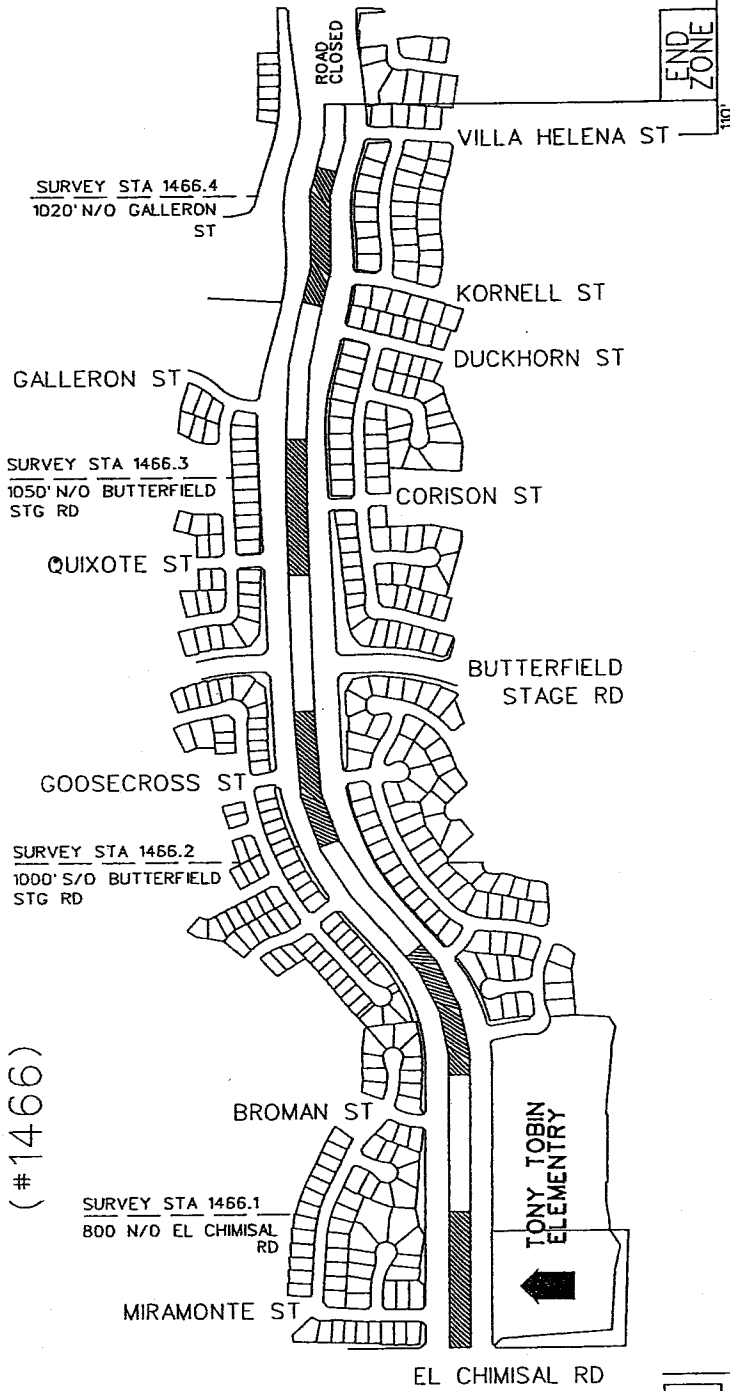 ROAD
CLOSED
END
ZONE
110'
VILLA HELENA ST
SURVEY STA 1466.4
1020' N/O GALLERON
ST
KORNELL ST
DUCKHORN ST
GALLERON ST
SURVEY STA 1466.3
1050' N/O BUTTERFIELD
STG RD
CORISON ST
QUIXOTE ST
BUTTERFIELD
STAGE RD
GOOSECROSS ST
SURVEY STA 1466.2
1000' S/O BUTTERFIELD
STG RD
(#1466)
BROMAN ST
TONY TOBIN
ELEMENTRY
SURVEY STA 1466.1
800 N/O EL CHIMISAL
RD
MIRAMONTE ST
EL CHIMISAL RD